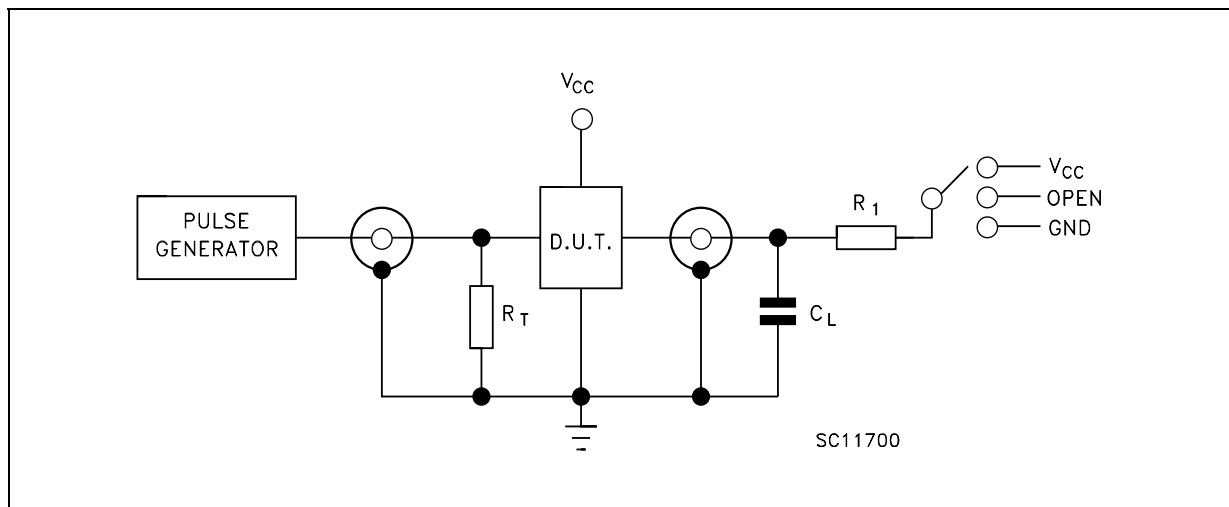 VCC
VCC
PULSE
GENERATOR
D.U.T.
R1
OPEN
GND
RT
CL
SC11700